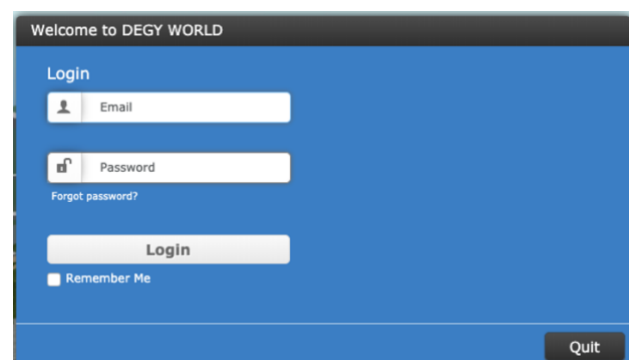 Welcome to DEGY WORLD
Login
Email
Password
Forgot password?
Login
Remember Me
Quit